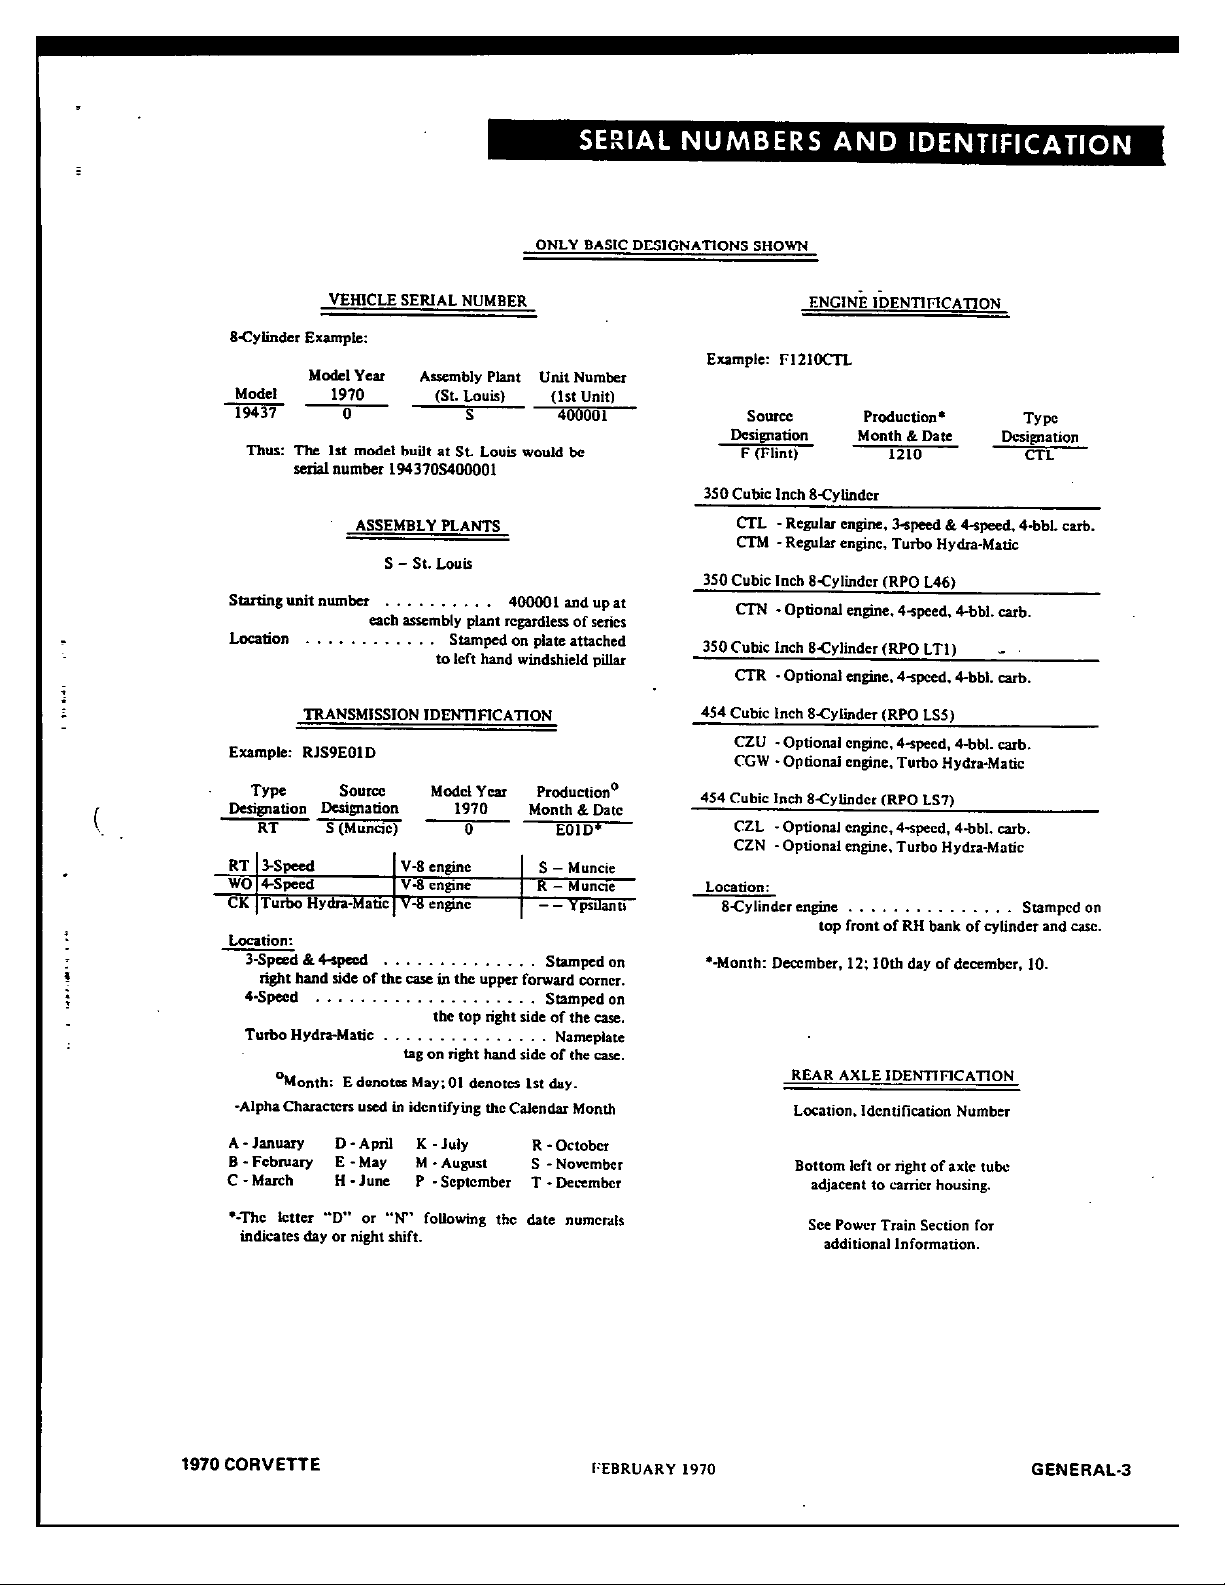 SERIAL NUMBERS AND IDENTIFICATION
ONLY BASIC DESIGNATIONS SHOWN
VEHICLE SERIAL NUMBER
8-Cylinder Example:
Model Year Assembly Plant Unit Number
Model 1970 (St. Louis) (1st Unit)
19437 0 S 400001
Thus: The 1st model built at St. Louis would be
serial number 194370S400001
ASSEMBLY PLANTS
S – St. Louis
Starting unit number . . . . . . . . . . 400001 and up at
each assembly plant regardless of series
Location . . . . . . . . . . . . Stamped on plate attached
to left hand windshield pillar
TRANSMISSION IDENTIFICATION
Example: RJS9E01D
Type Source Model Year Production⁰
Designation Designation 1970 Month & Date
RT S (Muncie) 0 E01D*
RT 3-Speed V-8 engine S – Muncie
WO 4-Speed V-8 engine R – Muncie
CK Turbo Hydra-Matic V-8 engine – – Ypsilanti
Location:
3-Speed & 4-speed . . . . . . . . . . . . . . Stamped on
right hand side of the case in the upper forward corner.
4-Speed . . . . . . . . . . . . . . . . . . . . Stamped on
the top right side of the case.
Turbo Hydra-Matic . . . . . . . . . . . . . . . Nameplate
tag on right hand side of the case.
⁰Month: E denotes May; 01 denotes 1st day.
-Alpha Characters used in identifying the Calendar Month
A - January D - April K - July R - October
B - February E - May M - August S - November
C - March H - June P - September T - December
*-The letter "D" or "N" following the date numerals
indicates day or night shift.
ENGINE IDENTIFICATION
Example: F1210CTL
Source Production* Type
Designation Month & Date Designation
F (Flint) 1210 CTL
350 Cubic Inch 8-Cylinder
CTL - Regular engine, 3-speed & 4-speed, 4-bbl. carb.
CTM - Regular engine, Turbo Hydra-Matic
350 Cubic Inch 8-Cylinder (RPO L46)
CTN - Optional engine, 4-speed, 4-bbl. carb.
350 Cubic Inch 8-Cylinder (RPO LT1)
CTR - Optional engine, 4-speed, 4-bbl. carb.
454 Cubic Inch 8-Cylinder (RPO LS5)
CZU - Optional engine, 4-speed, 4-bbl. carb.
CGW - Optional engine, Turbo Hydra-Matic
454 Cubic Inch 8-Cylinder (RPO LS7)
CZL - Optional engine, 4-speed, 4-bbl. carb.
CZN - Optional engine, Turbo Hydra-Matic
Location:
8-Cylinder engine . . . . . . . . . . . . . . . Stamped on
top front of RH bank of cylinder and case.
*-Month: December, 12; 10th day of december, 10.
REAR AXLE IDENTIFICATION
Location, Identification Number
Bottom left or right of axle tube
adjacent to carrier housing.
See Power Train Section for
additional Information.
1970 CORVETTE FEBRUARY 1970 GENERAL-3